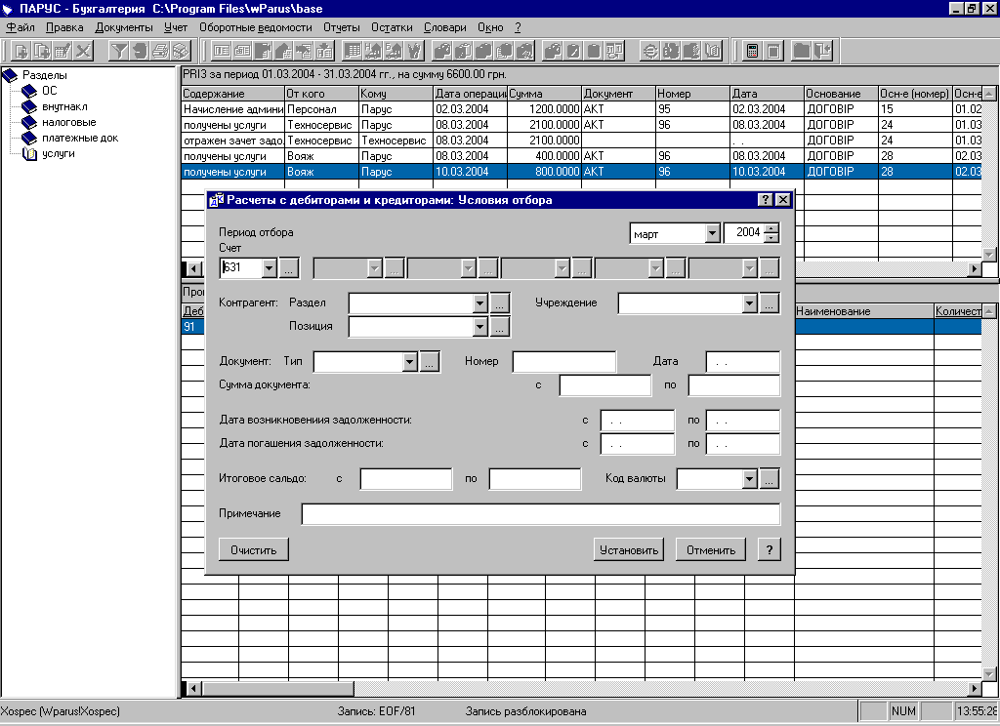 ПАРУС - Бухгалтерия C:\Program Files\wParus\base
Файл Правка Документы Учет Оборотные ведомости Отчеты Остатки Словари Окно ?
Разделы
ОС
внутнакл
налоговые
платежные док
услуги
PRI3 за период 01.03.2004 - 31.03.2004 гг., на сумму 6600.00 грн.
Содержание От кого Кому Дата операции Сумма Документ Номер Дата Основание Осн-е (номер) Осн-е
Начисление админи Персонал Парус 02.03.2004 1200.0000 АКТ 95 02.03.2004 ДОГОВІР 15 01.02
получены услуги Техносервис Парус 08.03.2004 2100.0000 АКТ 96 08.03.2004 ДОГОВІР 24 01.03
отражен зачет задо. Техносервис Техносервис 08.03.2004 2100.0000 . . 24 01.03
получены услуги Вояж Парус 08.03.2004 400.0000 АКТ 96 08.03.2004 ДОГОВІР 28 02.03
получены услуги Вояж Парус 10.03.2004 800.0000 АКТ 96 10.03.2004 ДОГОВІР 28 02.03
Расчеты с дебиторами и кредиторами: Условия отбора
Период отбора март 2004
Счет
631 ... ... ... ... ... ...
Контрагент: Раздел ... Учреждение ...
Позиция ...
Документ: Тип ... Номер Дата . .
Сумма документа: с по
Дата возникновениия задолженности: с . . по . .
Дата погашения задолженности: с . . по . .
Итоговое сальдо: с по Код валюты ...
Примечание
Очистить Установить Отменить ?
Про
Деб Наименование Количест
91
Xospec (Wparus!Xospec) Запись: EOF/81 Запись разблокирована NUM 13:55:28